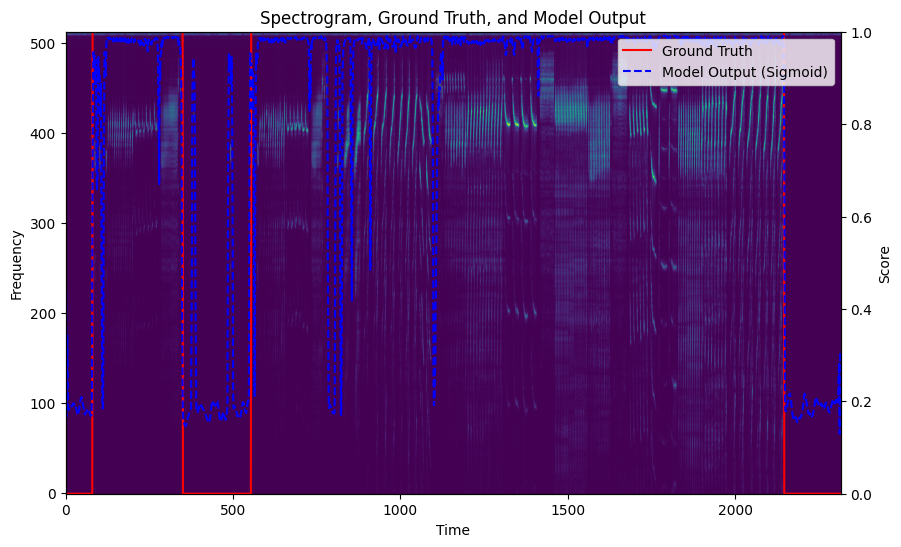 Spectrogram, Ground Truth, and Model Output
Ground Truth
Model Output (Sigmoid)
Frequency
500
400
300
200
100
0
0
500
1000
1500
2000
Time
1.0
0.8
0.6
0.4
0.2
0.0
Score